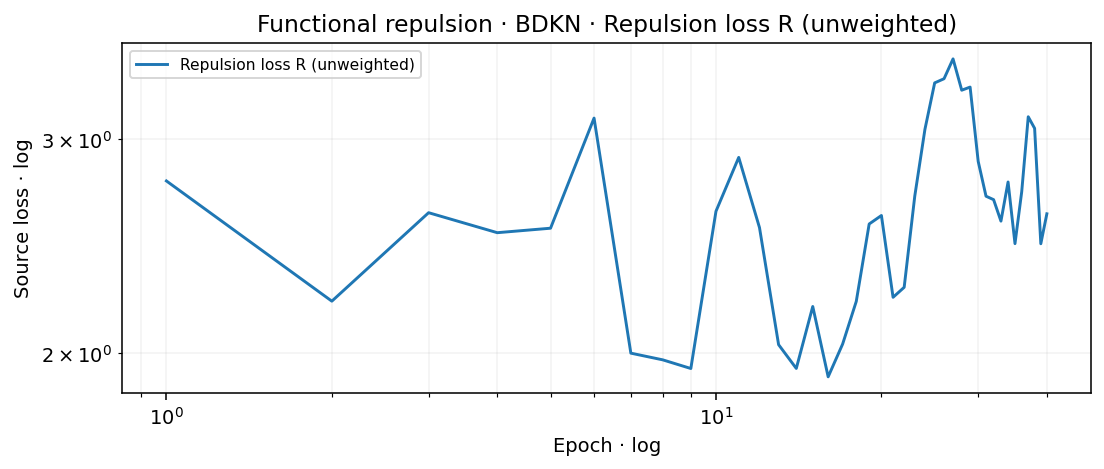 Functional repulsion · BDKN · Repulsion loss R (unweighted)
Repulsion loss R (unweighted)
Source loss · log
3 × 10⁰
2 × 10⁰
10⁰
10¹
Epoch · log